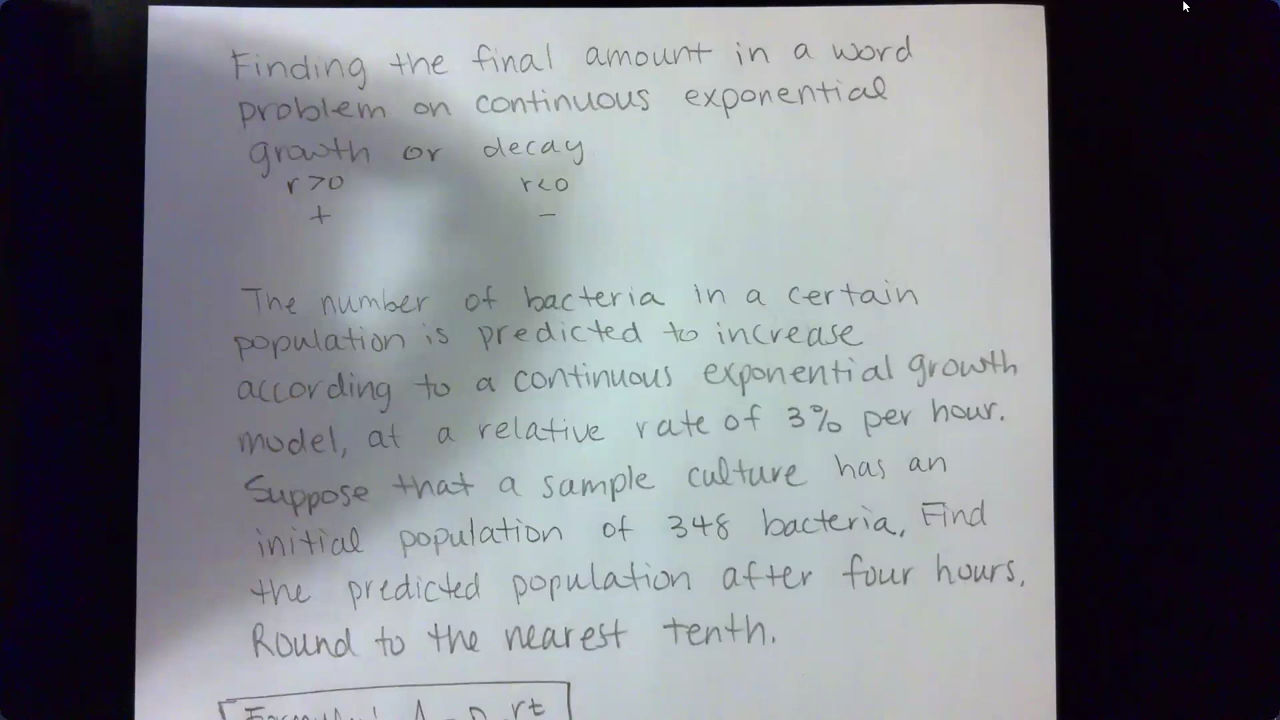 Finding the final amount in a word
problem on continuous exponential
growth or decay
r>0 r<0
+ −
The number of bacteria in a certain
population is predicted to increase
according to a continuous exponential growth
model, at a relative rate of 3% per hour.
Suppose that a sample culture has an
initial population of 348 bacteria. Find
the predicted population after four hours.
Round to the nearest tenth.
rt